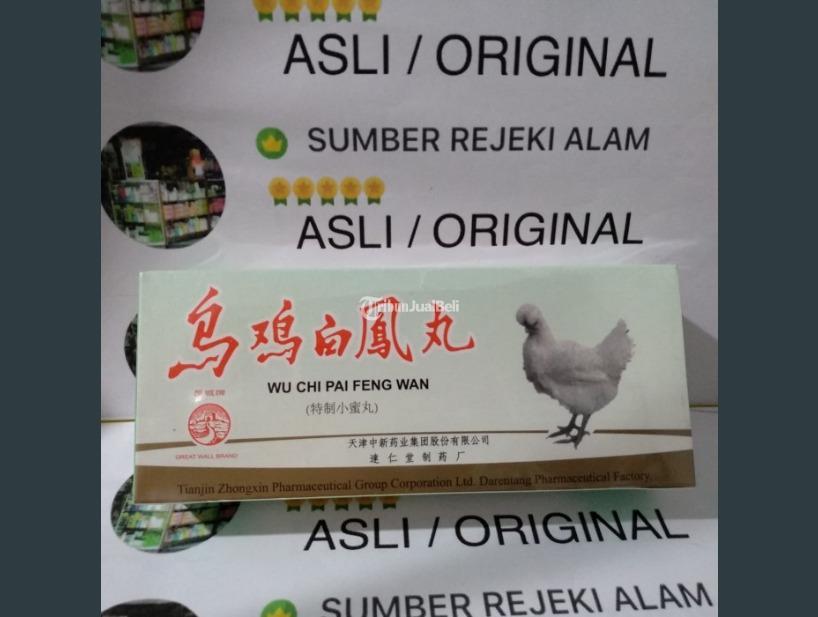 ASLI / ORIGINAL
SUMBER REJEKI ALAM
ASLI / ORIGINAL
TribunJualBeli
乌鸡白鳳丸
WU CHI PAI FENG WAN
(特制小蜜丸)
GREAT WALL BRAND
天津中新药业集团股份有限公司
達仁堂制药厂
Tianjin Zhongxin Pharmaceutical Group Corporation Ltd. Darentang Pharmaceutical Factory.
ASLI / ORIGINAL
SUMBER REJEKI ALAM